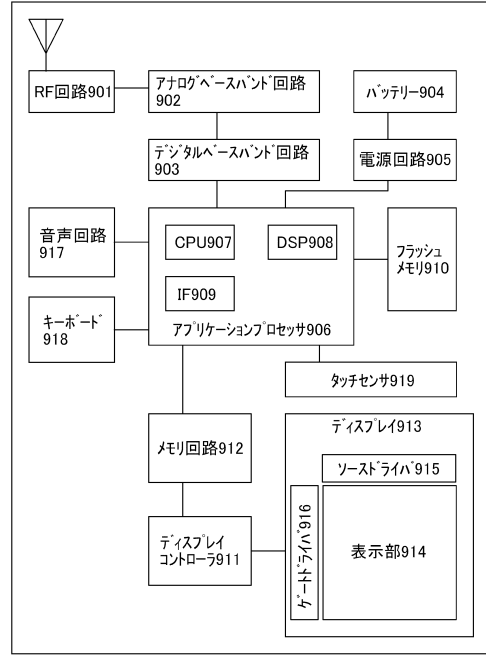 RF回路901
アナログベースバンド回路
902
バッテリー904
デジタルベースバンド回路
903
電源回路905
音声回路
917
CPU907
DSP908
フラッシュ
メモリ910
IF909
キーボード
918
アプリケーションプロセッサ906
タッチセンサ919
メモリ回路912
ディスプレイ913
ソースドライバ915
ゲートドライバ916
表示部914
ディスプレイ
コントローラ911